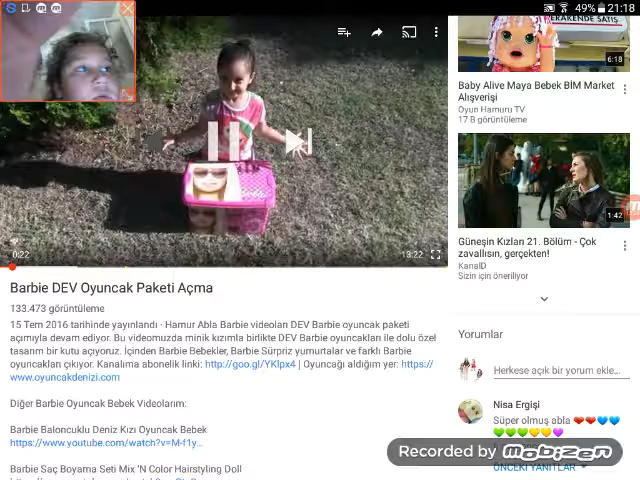 49% 21:18
PERAKENDE SATIS
6:18
Baby Alive Maya Bebek BİM Market
Alışverişi
Oyun Hamuru TV
17 B görüntüleme
1:42
Güneşin Kızları 21. Bölüm - Çok
zavallısın, gerçekten!
KanalD
Sizin için öneriliyor
0:22
13:22
Barbie DEV Oyuncak Paketi Açma
133.473 görüntüleme
15 Tem 2016 tarihinde yayınlandı · Hamur Abla Barbie videoları DEV Barbie oyuncak paketi
açımıyla devam ediyor. Bu videomuzda minik kızımla birlikte DEV Barbie oyuncakları ile dolu özel
tasarım bir kutu açıyoruz. İçinden Barbie Bebekler, Barbie Sürpriz yumurtalar ve farklı Barbie
oyuncakları çıkıyor. Kanalıma abonelik linki: http://goo.gl/YKlpx4 | Oyuncağı aldığım yer: https://
www.oyuncakdenizi.com
Diğer Barbie Oyuncak Bebek Videolarım:
Barbie Baloncuklu Deniz Kızı Oyuncak Bebek
https://www.youtube.com/watch?v=M-f1y...
Barbie Saç Boyama Seti Mix 'N Color Hairstyling Doll
Yorumlar
Herkese açık bir yorum ekle...
Nisa Ergişi
Süper olmuş abla
Recorded by mobizen
ÖNCEKİ YANITLAR